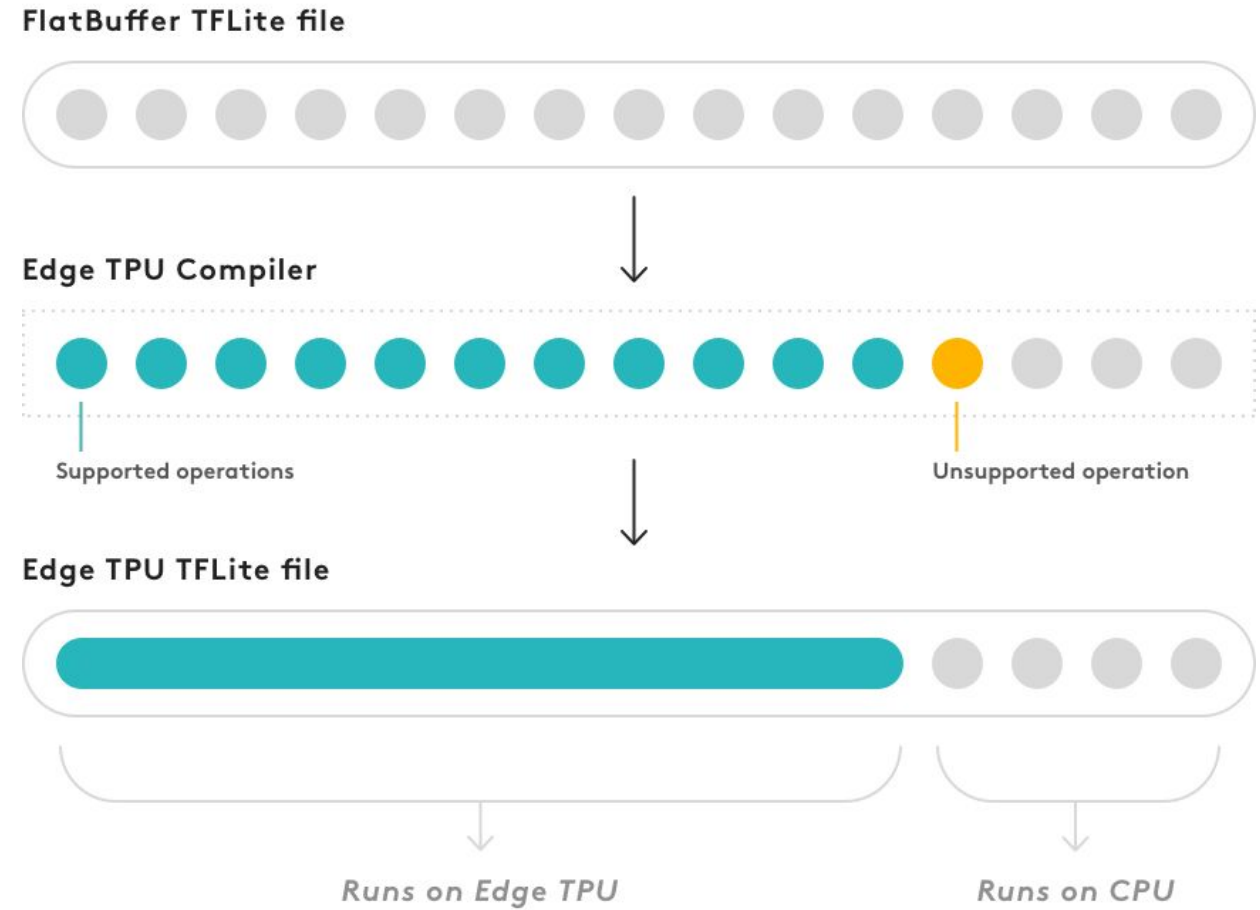 FlatBuffer TFLite file
Edge TPU Compiler
Supported operations
Unsupported operation
Edge TPU TFLite file
Runs on Edge TPU
Runs on CPU